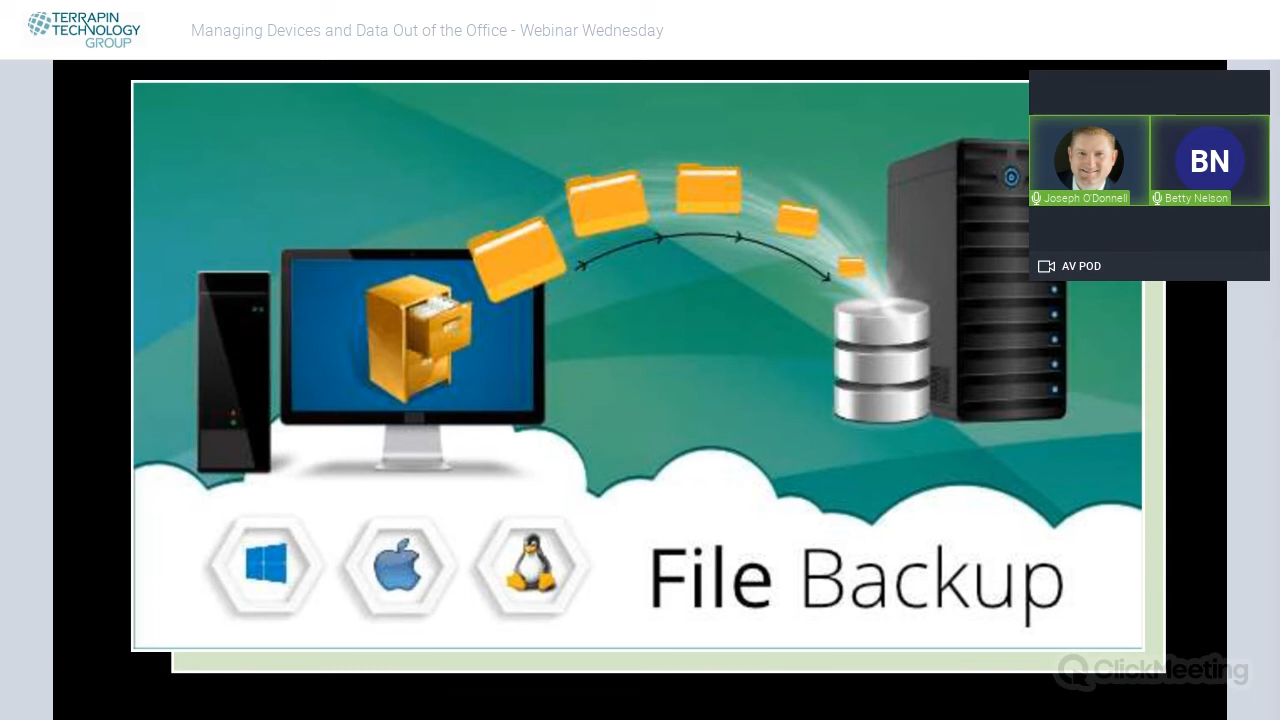 TERRAPIN
TECHNOLOGY
GROUP
Managing Devices and Data Out of the Office - Webinar Wednesday
BN
Joseph O'Donnell
Betty Nelson
AV POD
File Backup
ClickMeeting